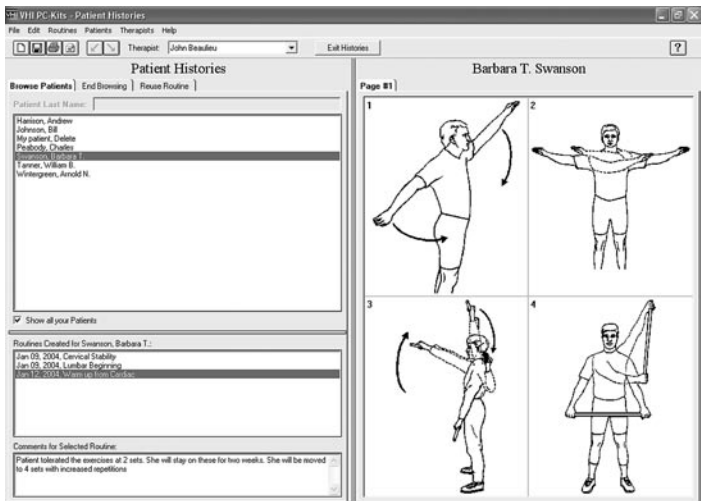 VHI PC-Kits - Patient Histories
File Edit Routines Patients Therapists Help
Therapist: John Beaulieu Exit Histories ?
Patient Histories
Browse Patients End Browsing Reuse Routine
Patient Last Name:
Harrison, Andrew
Johnson, Bill
My patient, Delete
Peabody, Charles
Swanson, Barbara T.
Tanner, William B.
Wintergreen, Arnold N.
Show all your Patients
Routines Created for Swanson, Barbara T.:
Jan 09, 2004, Cervical Stability
Jan 09, 2004, Lumbar Beginning
Jan 12, 2004, Warm up from Cardiac
Comments for Selected Routine:
Patient tolerated the exercises at 2 sets. She will stay on these for two weeks. She will be moved
to 4 sets with increased repetitions
Barbara T. Swanson
Page #1
1
2
3
4